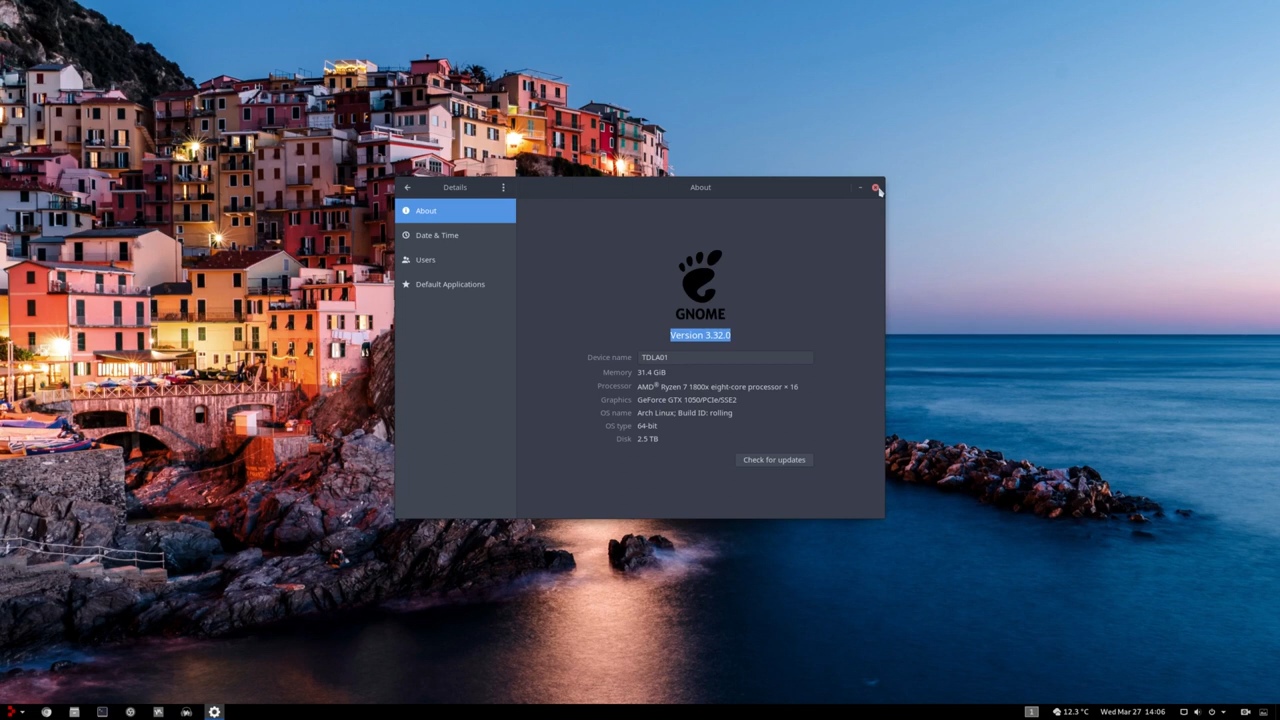 Details
About
About
Date & Time
Users
Default Applications
GNOME
Version 3.32.0
Device name TDLA01
Memory 31.4 GiB
Processor AMD® Ryzen 7 1800x eight-core processor × 16
Graphics GeForce GTX 1050/PCIe/SSE2
OS name Arch Linux; Build ID: rolling
OS type 64-bit
Disk 2.5 TB
Check for updates
1 12.3 °C Wed Mar 27 14:06